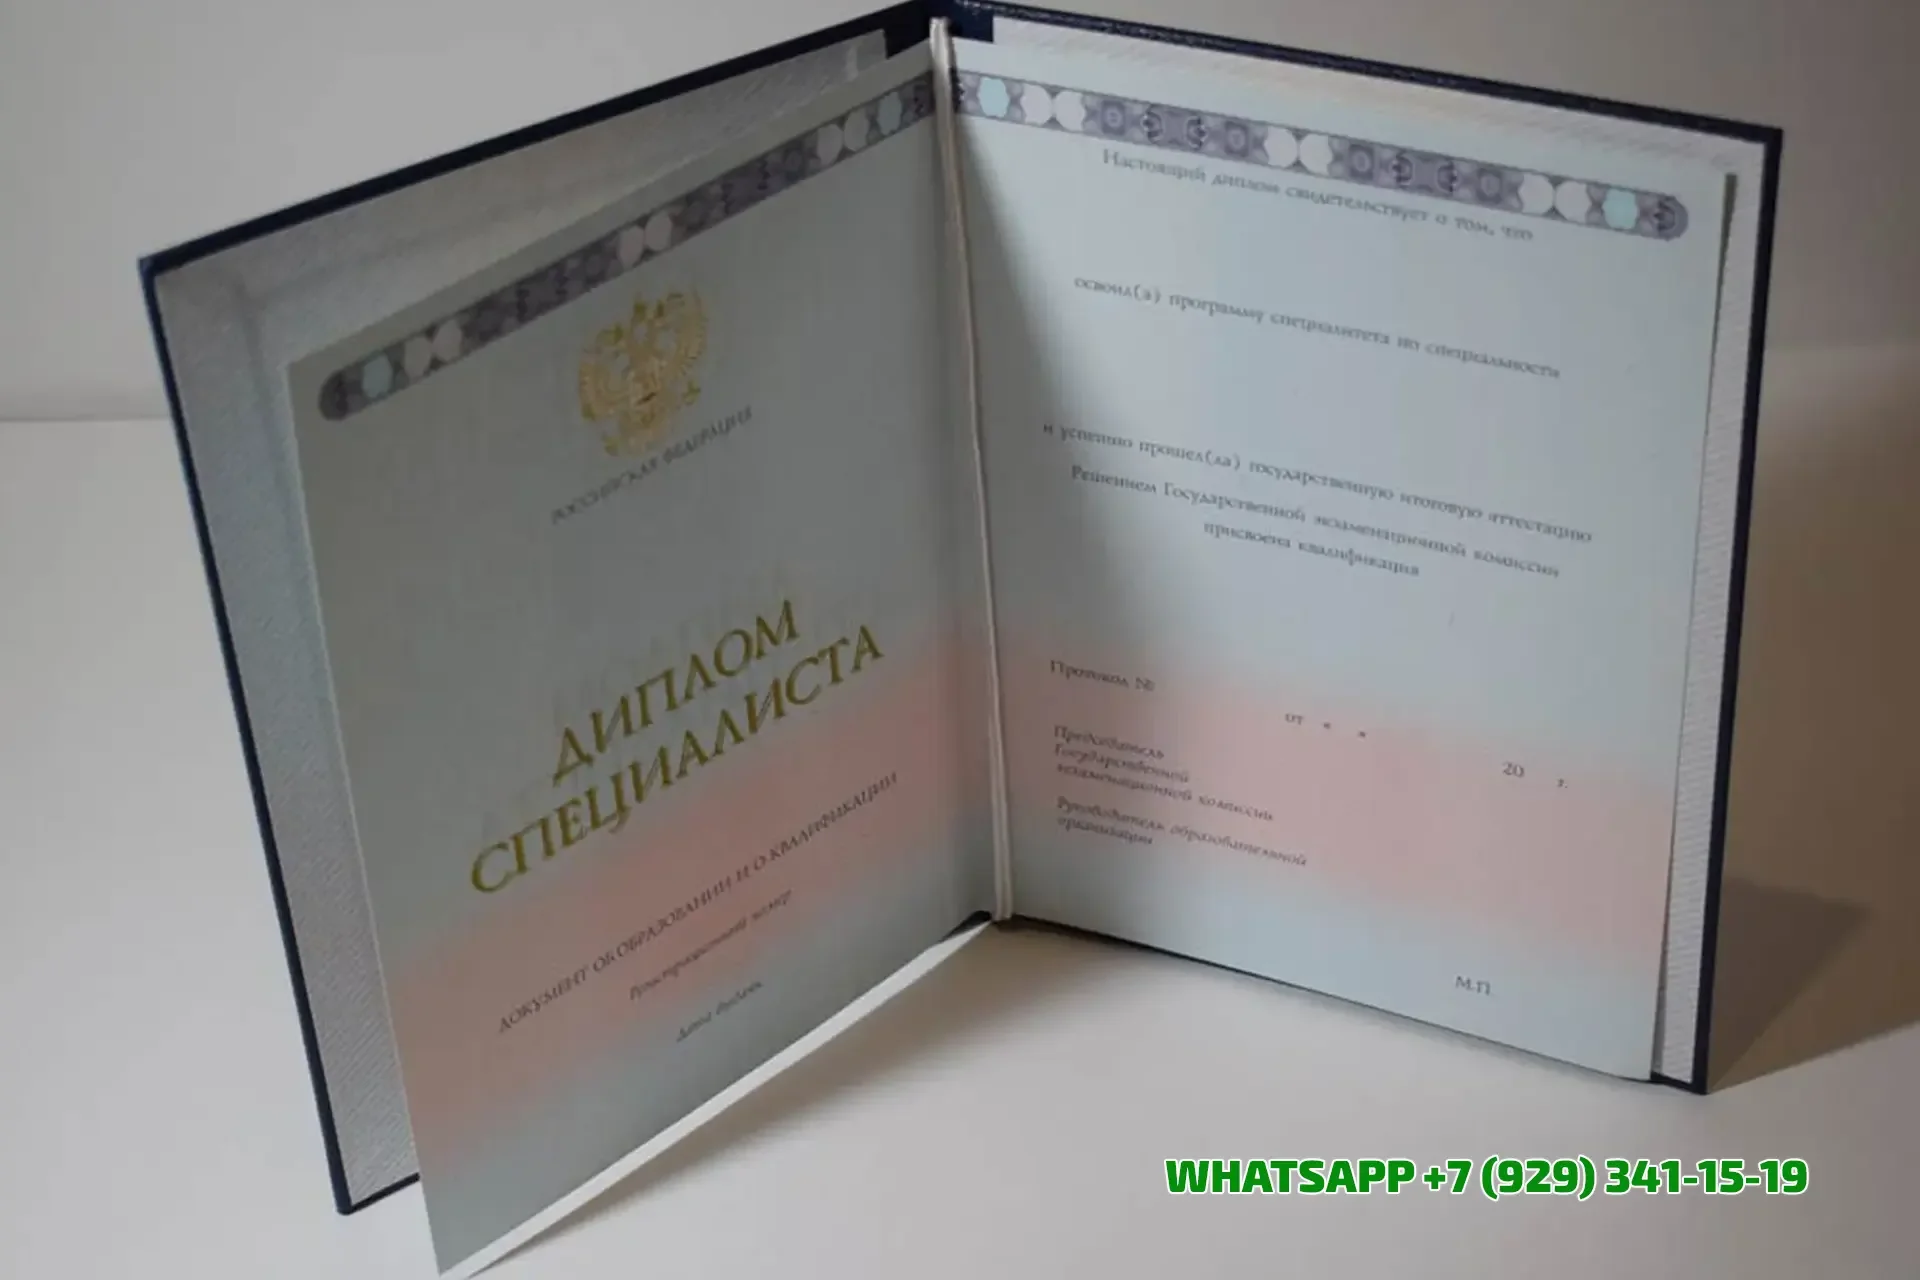 РОССИЙСКАЯ ФЕДЕРАЦИЯ
ДИПЛОМ
СПЕЦИАЛИСТА
ДОКУМЕНТ ОБ ОБРАЗОВАНИИ И О КВАЛИФИКАЦИИ
Регистрационный номер
Дата выдачи
Настоящий диплом свидетельствует о том, что
освоил(а) программу специалитета по специальности
и успешно прошел(ла) государственную итоговую аттестацию
Решением Государственной экзаменационной комиссии
присвоена квалификация
Протокол №
от « »
20 г.
Председатель
Государственной
экзаменационной комиссии
Руководитель образовательной
организации
М.П.
WHATSAPP +7 (929) 341-15-19